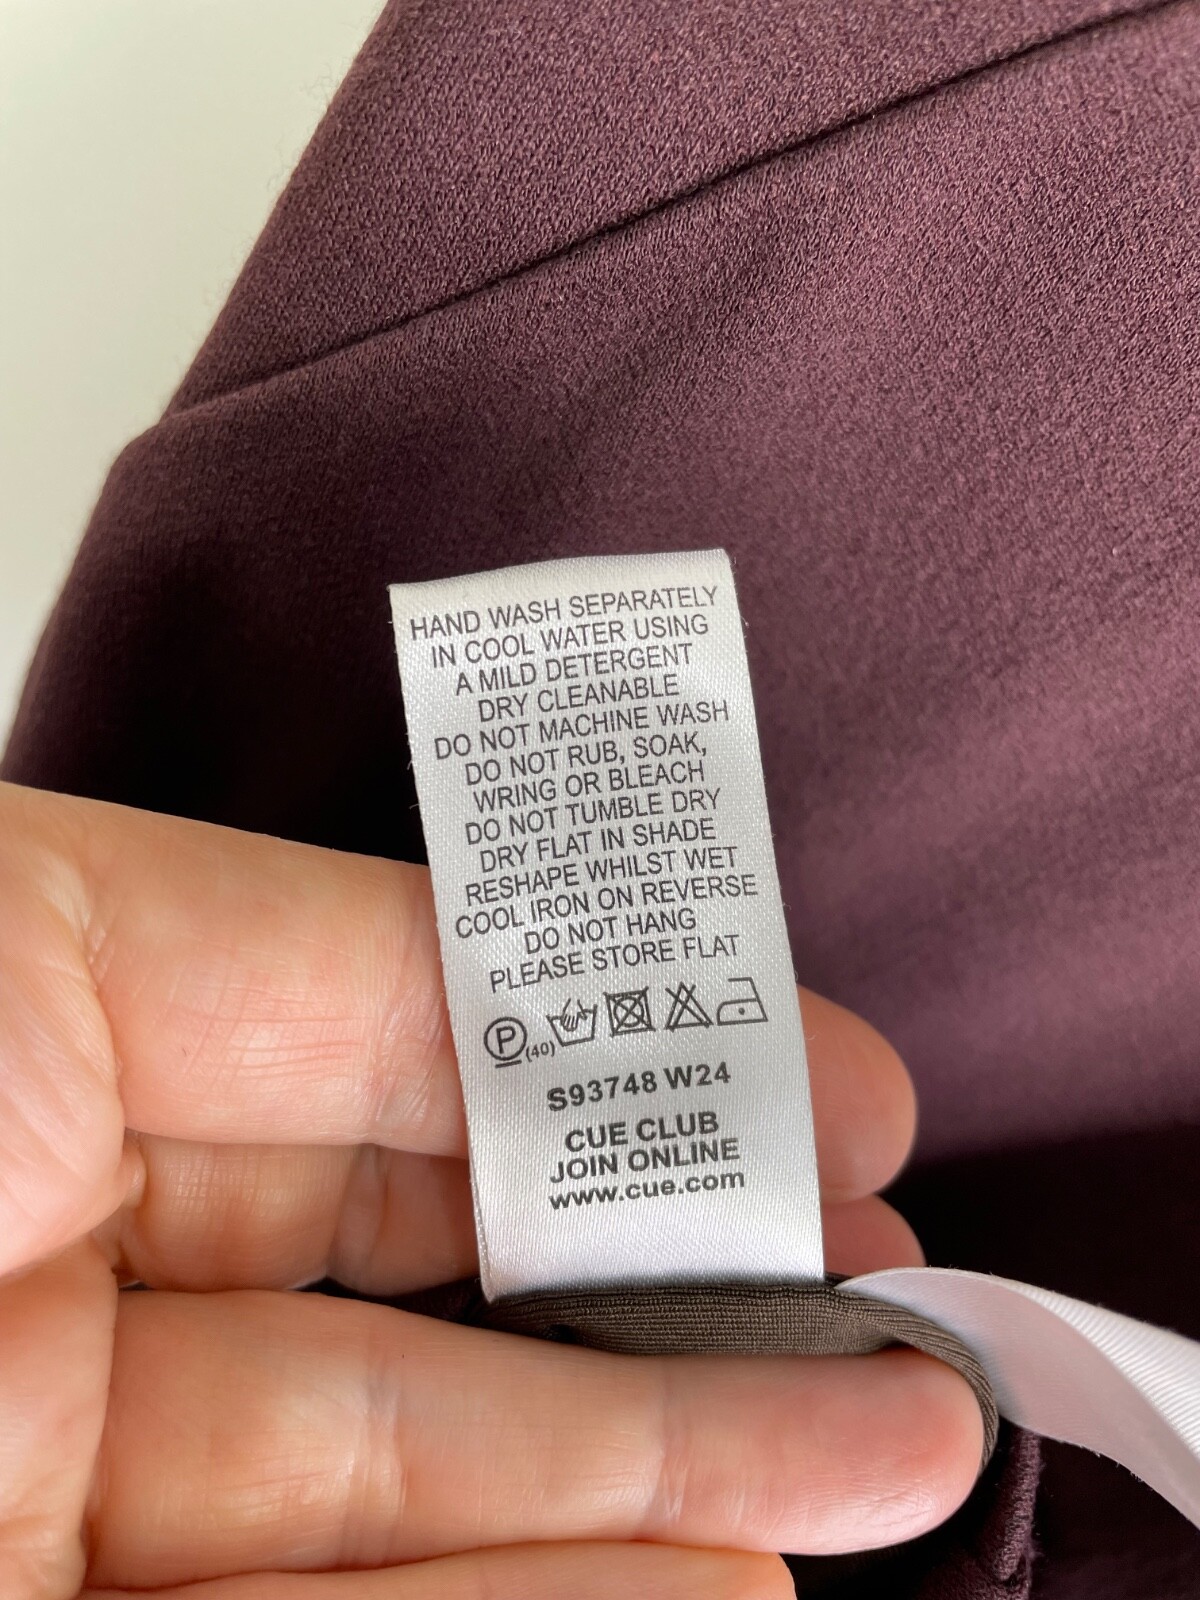 HAND WASH SEPARATELY
IN COOL WATER USING
A MILD DETERGENT
DRY CLEANABLE
DO NOT MACHINE WASH
DO NOT RUB, SOAK,
WRING OR BLEACH
DO NOT TUMBLE DRY
DRY FLAT IN SHADE
RESHAPE WHILST WET
COOL IRON ON REVERSE
DO NOT HANG
PLEASE STORE FLAT
P (40)
S93748 W24
CUE CLUB
JOIN ONLINE
www.cue.com